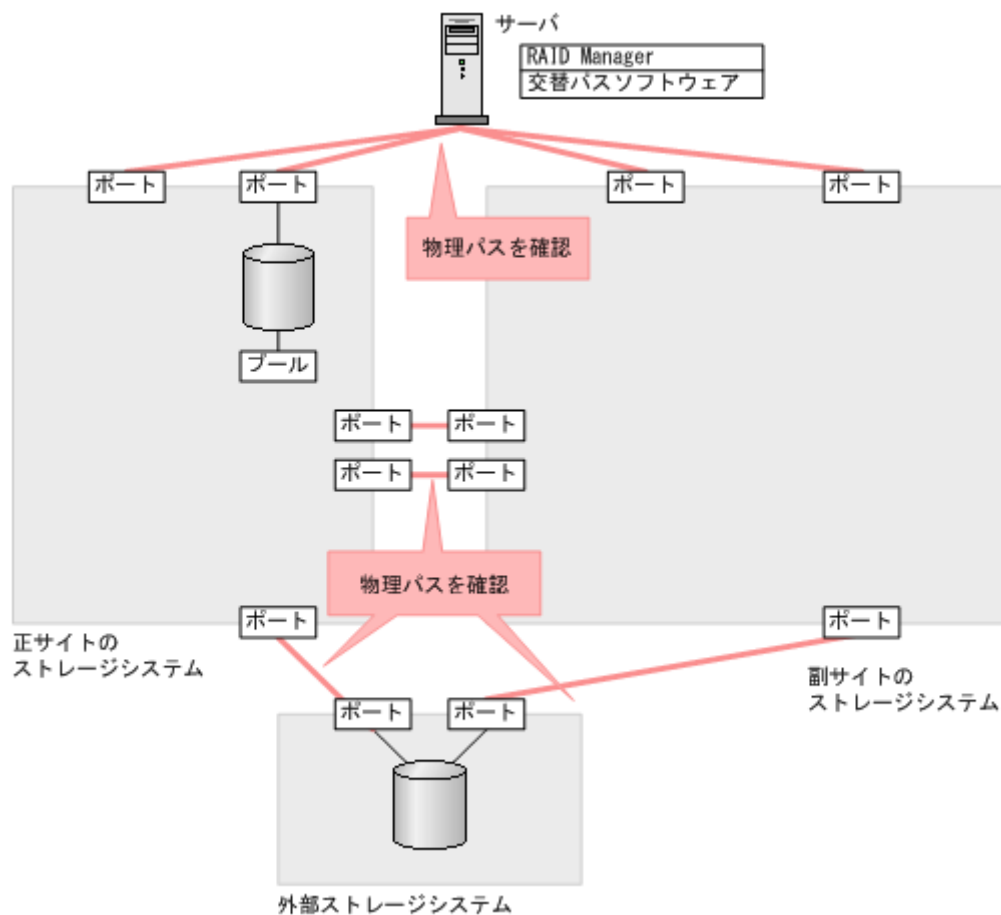 サーバ
RAID Manager
交替パスソフトウェア
ポート
ポート
ポート
ポート
物理パスを確認
プール
ポート
ポート
ポート
ポート
物理パスを確認
ポート
ポート
正サイトの
ストレージシステム
副サイトの
ストレージシステム
ポート
ポート
外部ストレージシステム